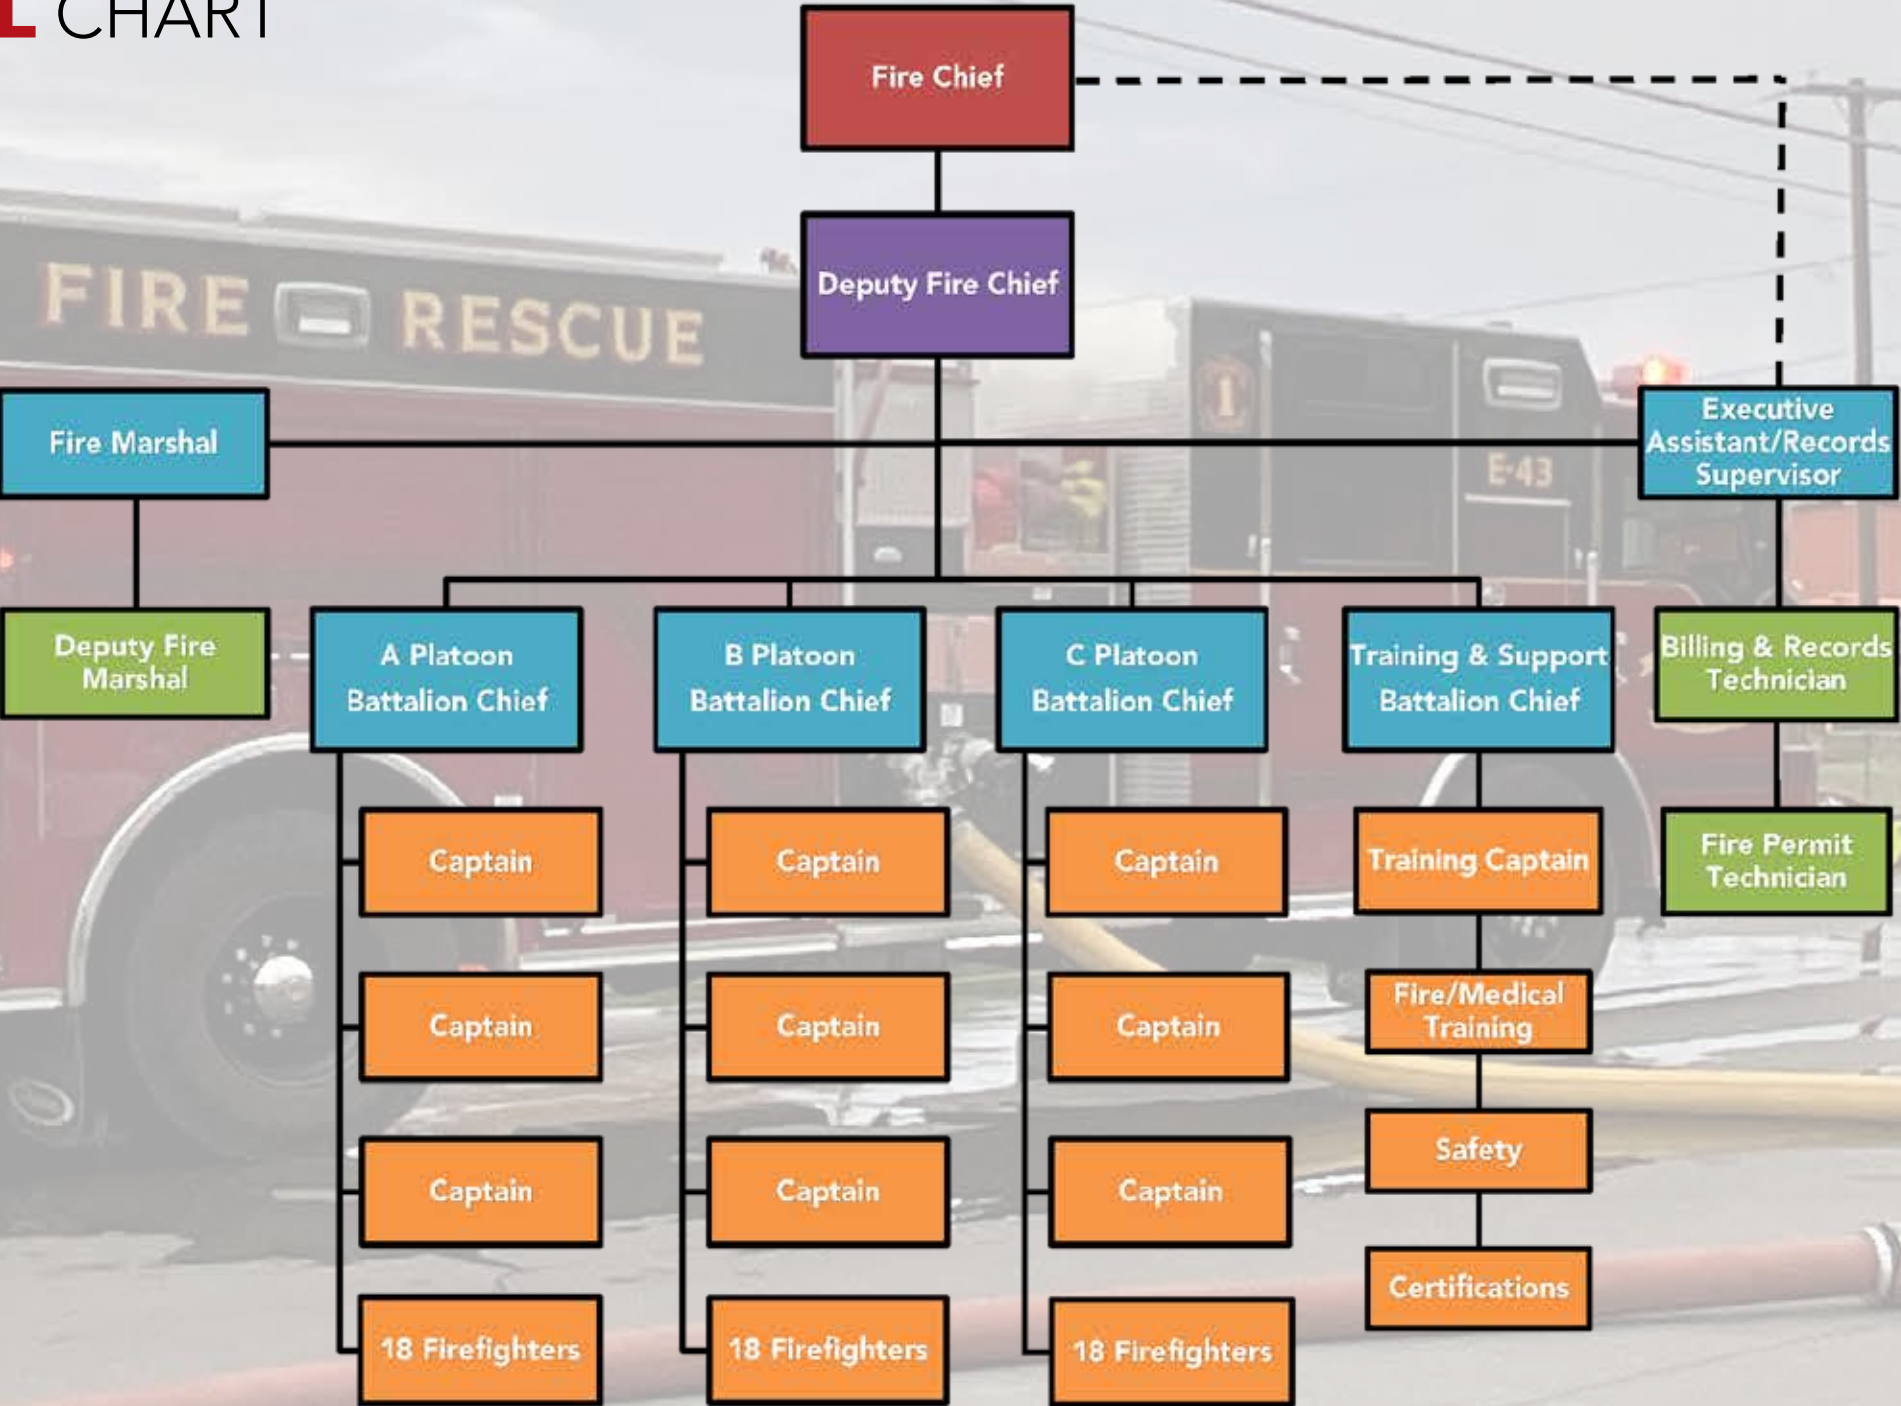 L CHART
Fire Chief
Deputy Fire Chief
FIRE RESCUE
1
Fire Marshal
Executive
Assistant/Records
Supervisor
E-43
Deputy Fire
Marshal
A Platoon
Battalion Chief
B Platoon
Battalion Chief
C Platoon
Battalion Chief
Training & Support
Battalion Chief
Billing & Records
Technician
Captain
Captain
Captain
Training Captain
Fire Permit
Technician
Captain
Captain
Captain
Fire/Medical
Training
Captain
Captain
Captain
Safety
Certifications
18 Firefighters
18 Firefighters
18 Firefighters